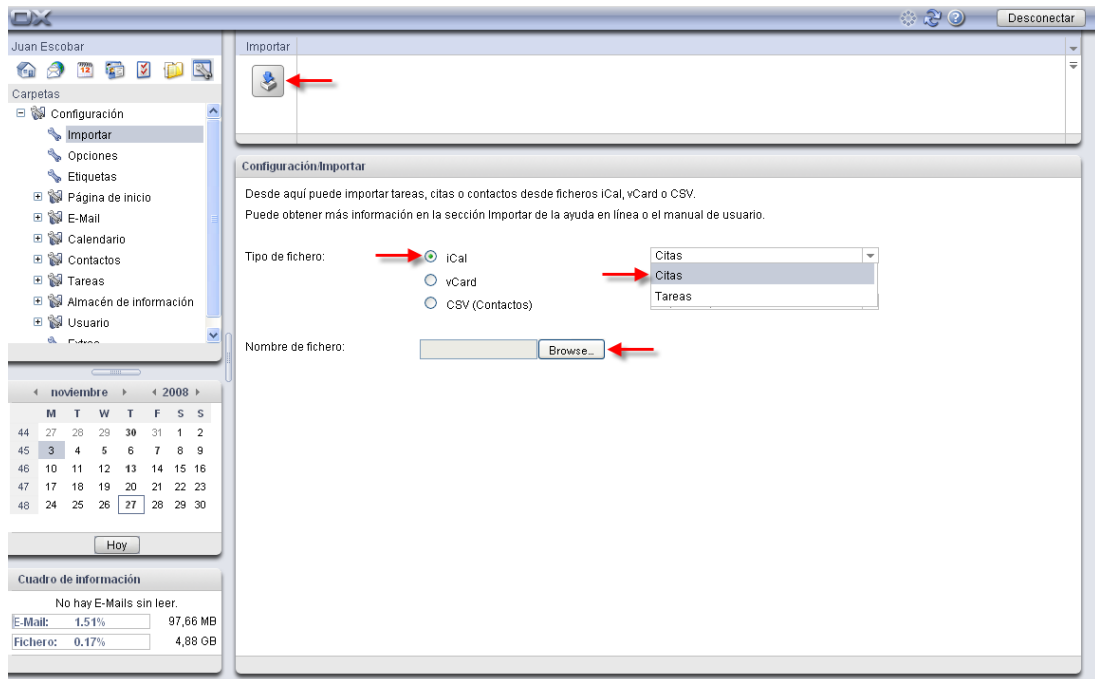 OX
Desconectar
Juan Escobar
12
Carpetas
Configuración
Importar
Opciones
Etiquetas
Página de inicio
E-Mail
Calendario
Contactos
Tareas
Almacén de información
Usuario
Extras
noviembre 2008
M T W T F S S
44 27 28 29 30 31 1 2
45 3 4 5 6 7 8 9
46 10 11 12 13 14 15 16
47 17 18 19 20 21 22 23
48 24 25 26 27 28 29 30
Hoy
Cuadro de información
No hay E-Mails sin leer.
E-Mail: 1.51% 97,66 MB
Fichero: 0.17% 4,88 GB
Importar
Configuración/Importar
Desde aquí puede importar tareas, citas o contactos desde ficheros iCal, vCard o CSV.
Puede obtener más información en la sección Importar de la ayuda en línea o el manual de usuario.
Tipo de fichero:
iCal
vCard
CSV (Contactos)
Citas
Citas
Tareas
Nombre de fichero:
Browse...